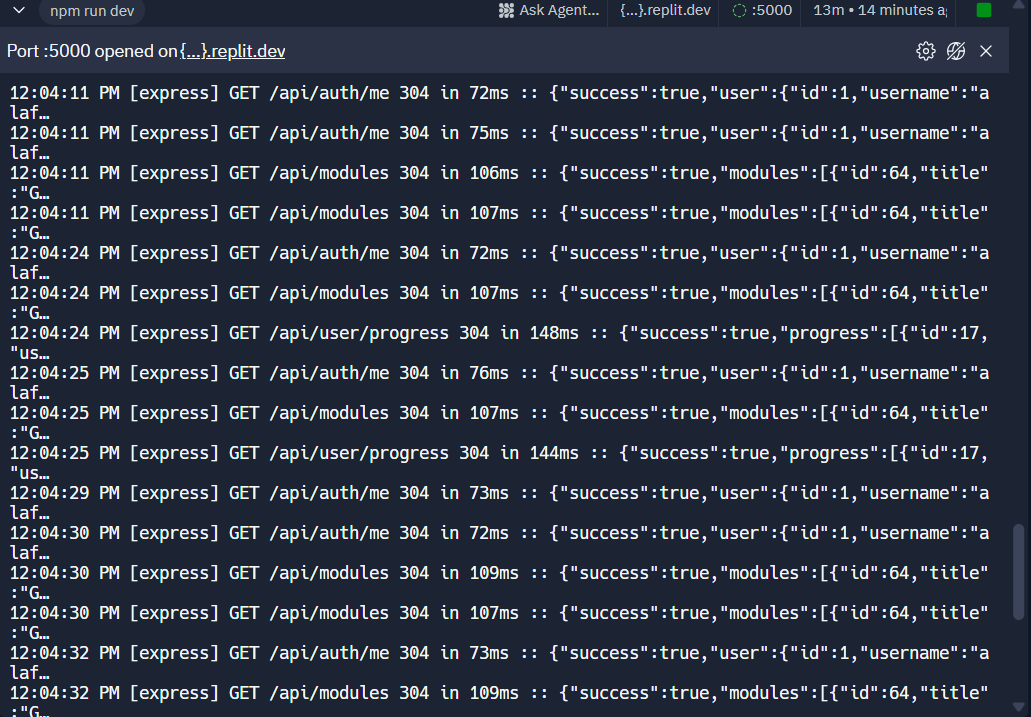 npm run dev
Ask Agent... {...}.replit.dev :5000 13m • 14 minutes a
Port :5000 opened on {...}.replit.dev
12:04:11 PM [express] GET /api/auth/me 304 in 72ms :: {"success":true,"user":{"id":1,"username":"a
laf…
12:04:11 PM [express] GET /api/auth/me 304 in 75ms :: {"success":true,"user":{"id":1,"username":"a
laf…
12:04:11 PM [express] GET /api/modules 304 in 106ms :: {"success":true,"modules":[{"id":64,"title"
:"G…
12:04:11 PM [express] GET /api/modules 304 in 107ms :: {"success":true,"modules":[{"id":64,"title"
:"G…
12:04:24 PM [express] GET /api/auth/me 304 in 72ms :: {"success":true,"user":{"id":1,"username":"a
laf…
12:04:24 PM [express] GET /api/modules 304 in 107ms :: {"success":true,"modules":[{"id":64,"title"
:"G…
12:04:24 PM [express] GET /api/user/progress 304 in 148ms :: {"success":true,"progress":[{"id":17,
"us…
12:04:25 PM [express] GET /api/auth/me 304 in 76ms :: {"success":true,"user":{"id":1,"username":"a
laf…
12:04:25 PM [express] GET /api/modules 304 in 107ms :: {"success":true,"modules":[{"id":64,"title"
:"G…
12:04:25 PM [express] GET /api/user/progress 304 in 144ms :: {"success":true,"progress":[{"id":17,
"us…
12:04:29 PM [express] GET /api/auth/me 304 in 73ms :: {"success":true,"user":{"id":1,"username":"a
laf…
12:04:30 PM [express] GET /api/auth/me 304 in 72ms :: {"success":true,"user":{"id":1,"username":"a
laf…
12:04:30 PM [express] GET /api/modules 304 in 109ms :: {"success":true,"modules":[{"id":64,"title"
:"G…
12:04:30 PM [express] GET /api/modules 304 in 107ms :: {"success":true,"modules":[{"id":64,"title"
:"G…
12:04:32 PM [express] GET /api/auth/me 304 in 73ms :: {"success":true,"user":{"id":1,"username":"a
laf…
12:04:32 PM [express] GET /api/modules 304 in 109ms :: {"success":true,"modules":[{"id":64,"title"
:"G…